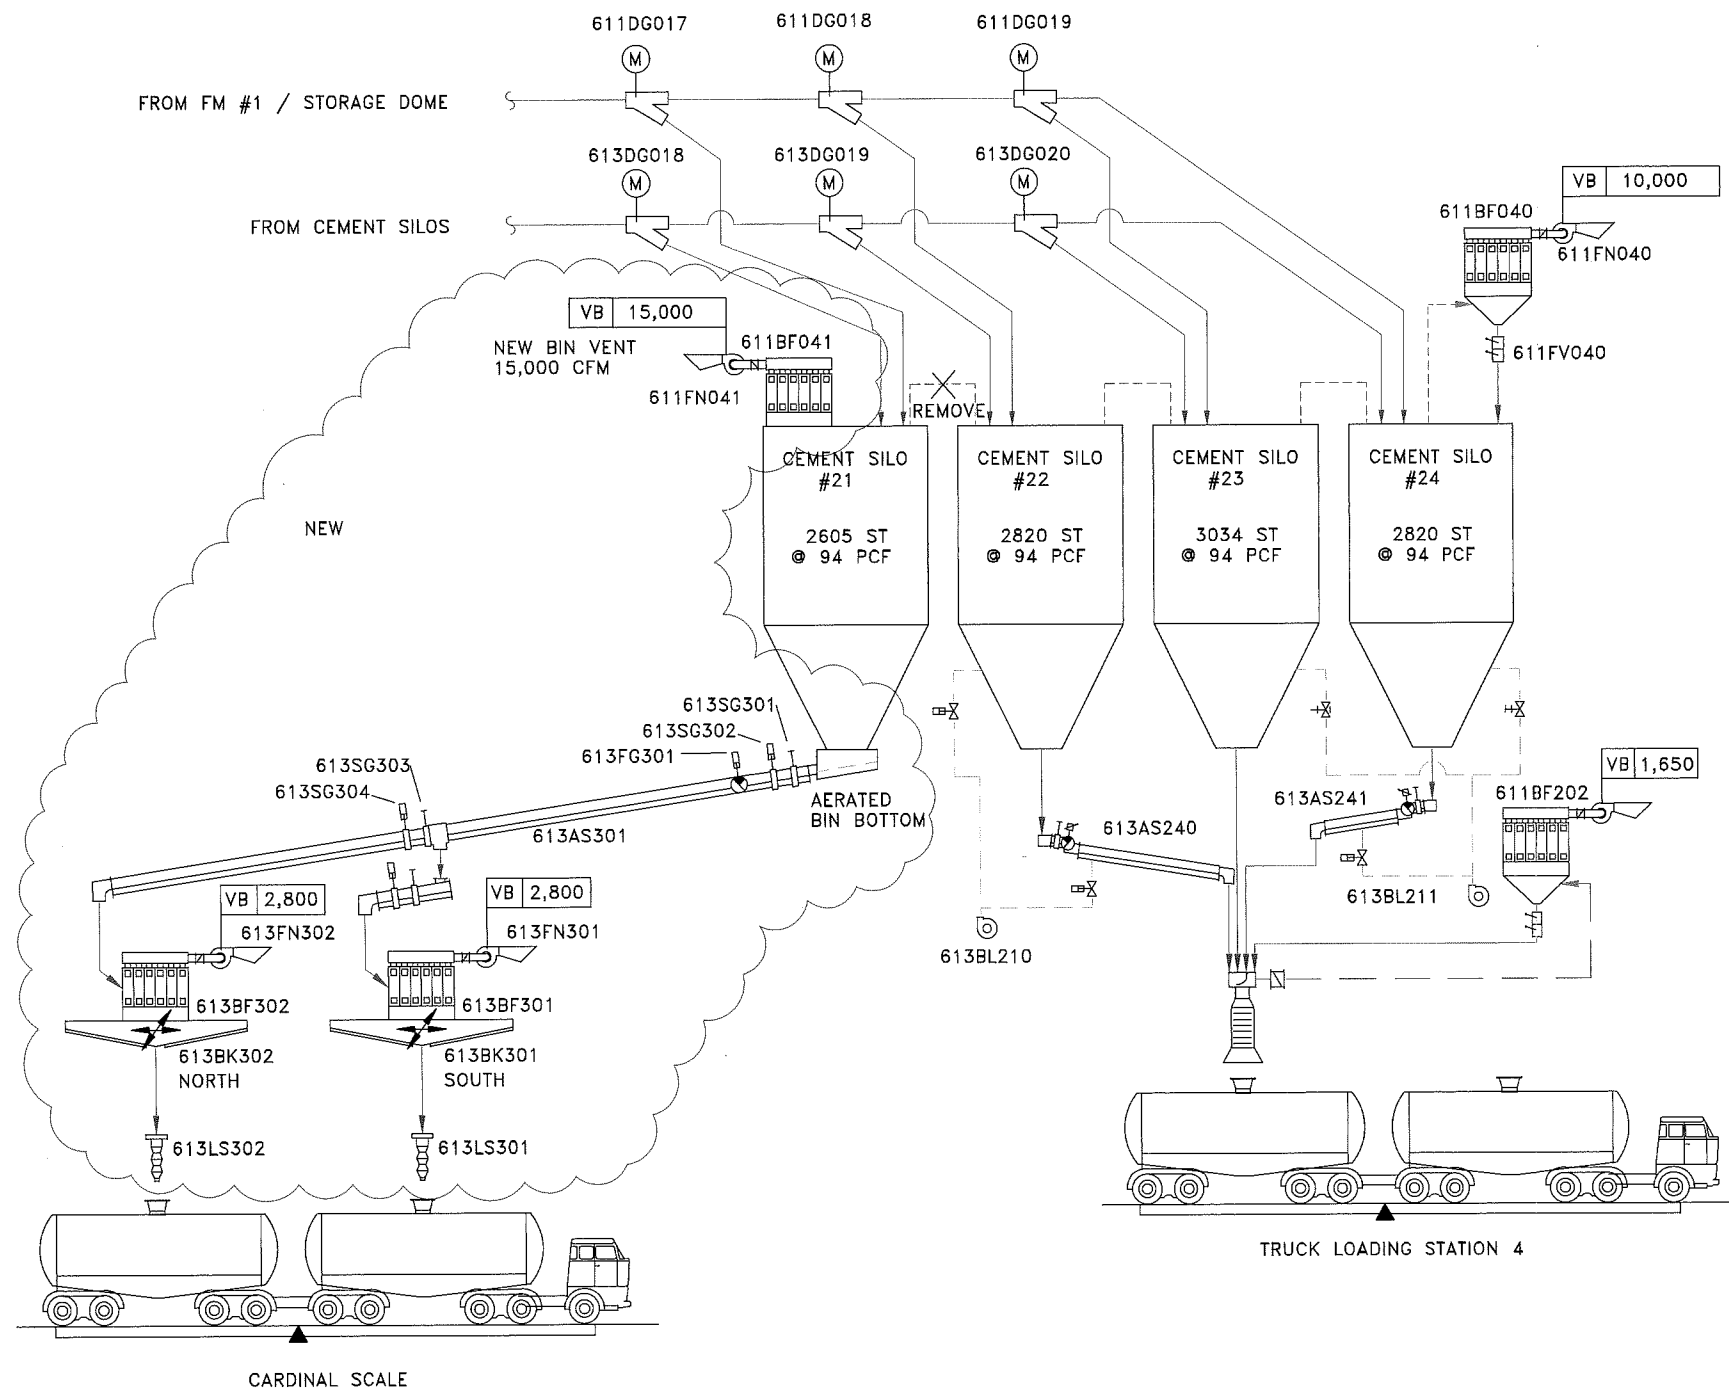 611DG017
611DG018
611DG019
M
M
M
FROM FM #1 / STORAGE DOME
613DG018
613DG019
613DG020
M
M
M
VB 10,000
611BF040
FROM CEMENT SILOS
611FN040
VB 15,000
NEW BIN VENT
15,000 CFM
611BF041
611FV040
611FN041
REMOVE
CEMENT SILO
#21
2605 ST
@ 94 PCF
CEMENT SILO
#22
2820 ST
@ 94 PCF
CEMENT SILO
#23
3034 ST
@ 94 PCF
CEMENT SILO
#24
2820 ST
@ 94 PCF
NEW
613SG301
613SG302
613FG301
613SG303
613SG304
613AS301
AERATED
BIN BOTTOM
VB 1,650
611BF202
613AS241
613AS240
613BL211
613BL210
VB 2,800
613FN302
VB 2,800
613FN301
613BF302
613BF301
613BK302
NORTH
613BK301
SOUTH
613LS302
613LS301
TRUCK LOADING STATION 4
CARDINAL SCALE